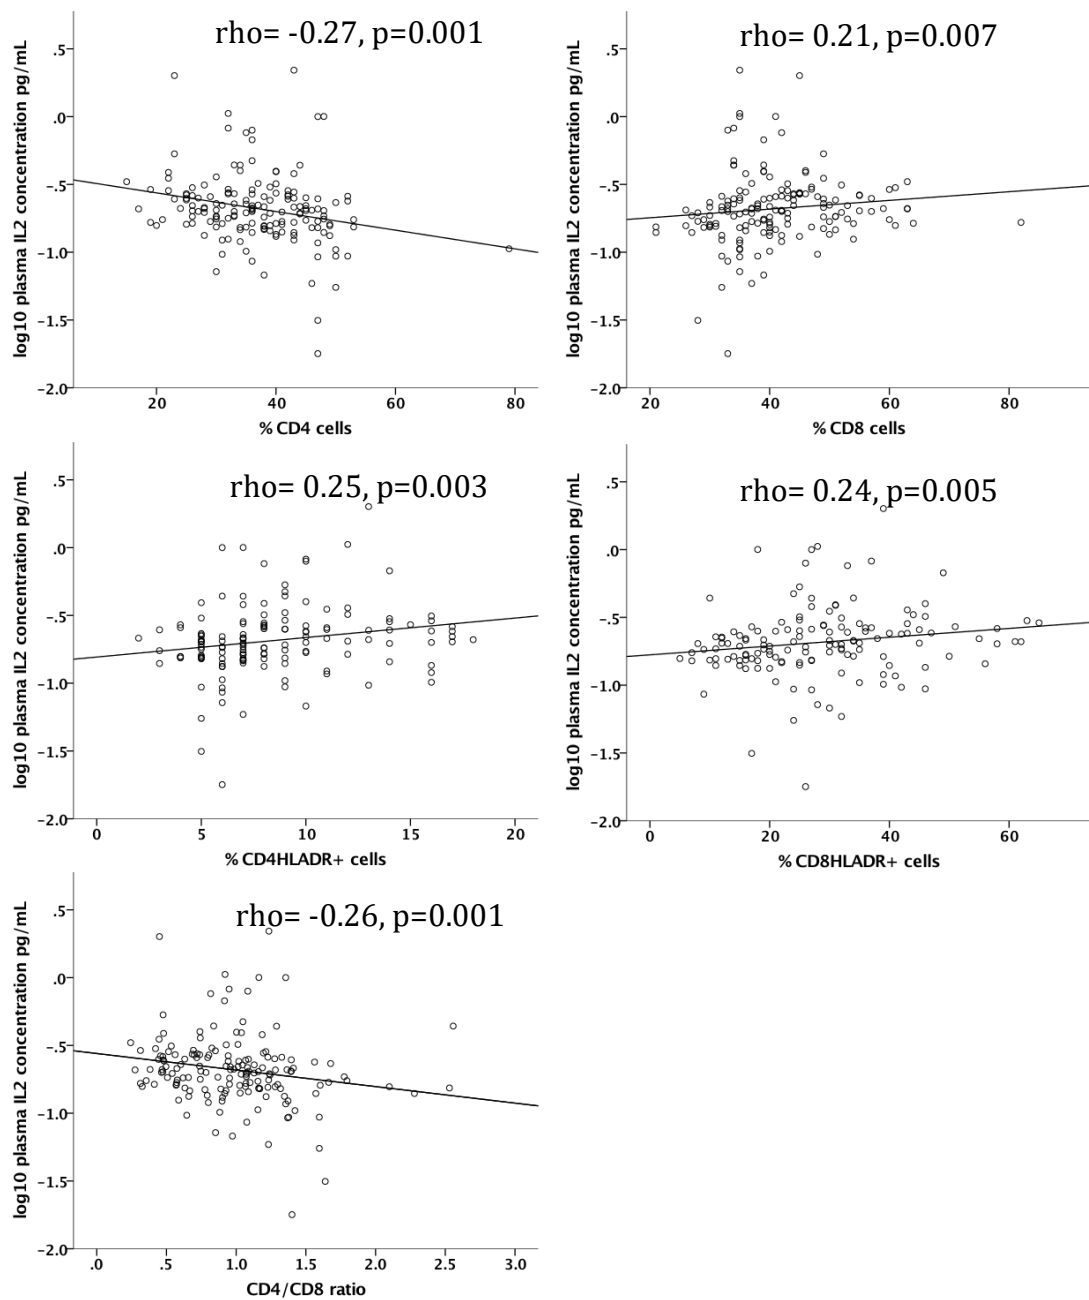 rho= -0.27, p=0.001
log10 plasma IL2 concentration pg/mL
.5
.0
-.5
-1.0
-1.5
-2.0
20 40 60 80
% CD4 cells
rho= 0.21, p=0.007
log10 plasma IL2 concentration pg/mL
.5
.0
-.5
-1.0
-1.5
-2.0
20 40 60 80
% CD8 cells
rho= 0.25, p=0.003
log10 plasma IL2 concentration pg/mL
.5
.0
-.5
-1.0
-1.5
-2.0
0 5 10 15 20
% CD4HLADR+ cells
rho= 0.24, p=0.005
log10 plasma IL2 concentration pg/mL
.5
.0
-.5
-1.0
-1.5
-2.0
0 20 40 60
% CD8HLADR+ cells
rho= -0.26, p=0.001
log10 plasma IL2 concentration pg/mL
.5
.0
-.5
-1.0
-1.5
-2.0
.0 .5 1.0 1.5 2.0 2.5 3.0
CD4/CD8 ratio